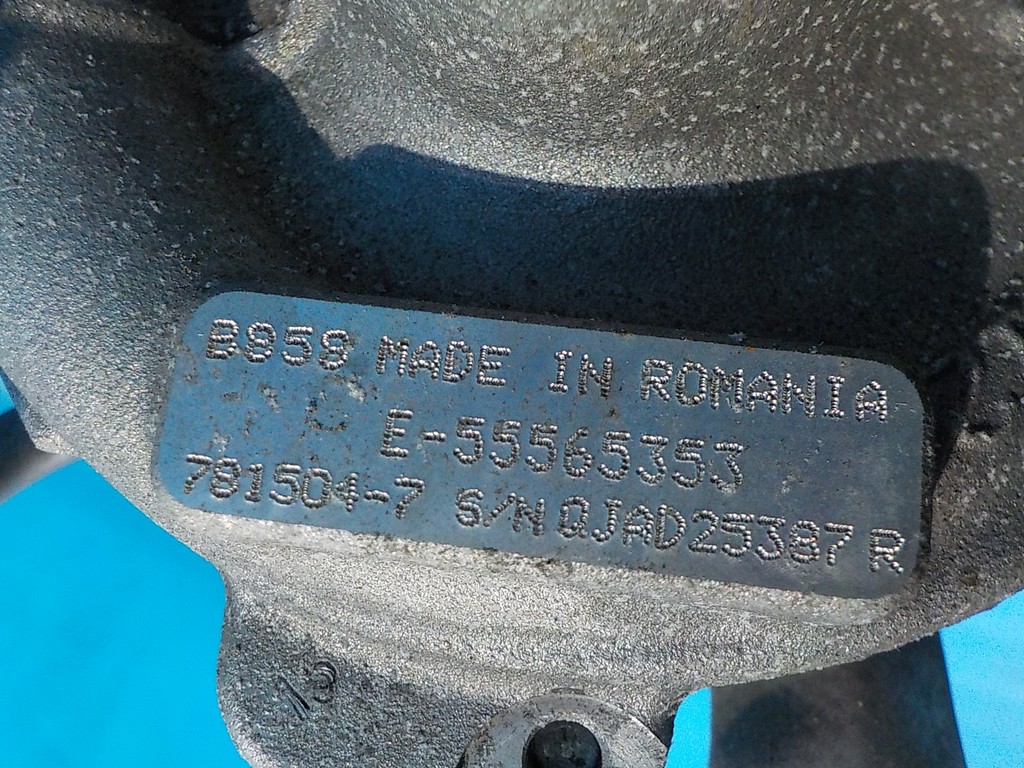 B958 MADE IN ROMANIA
E-55565353
781504-7 S/N QJAD25387 R